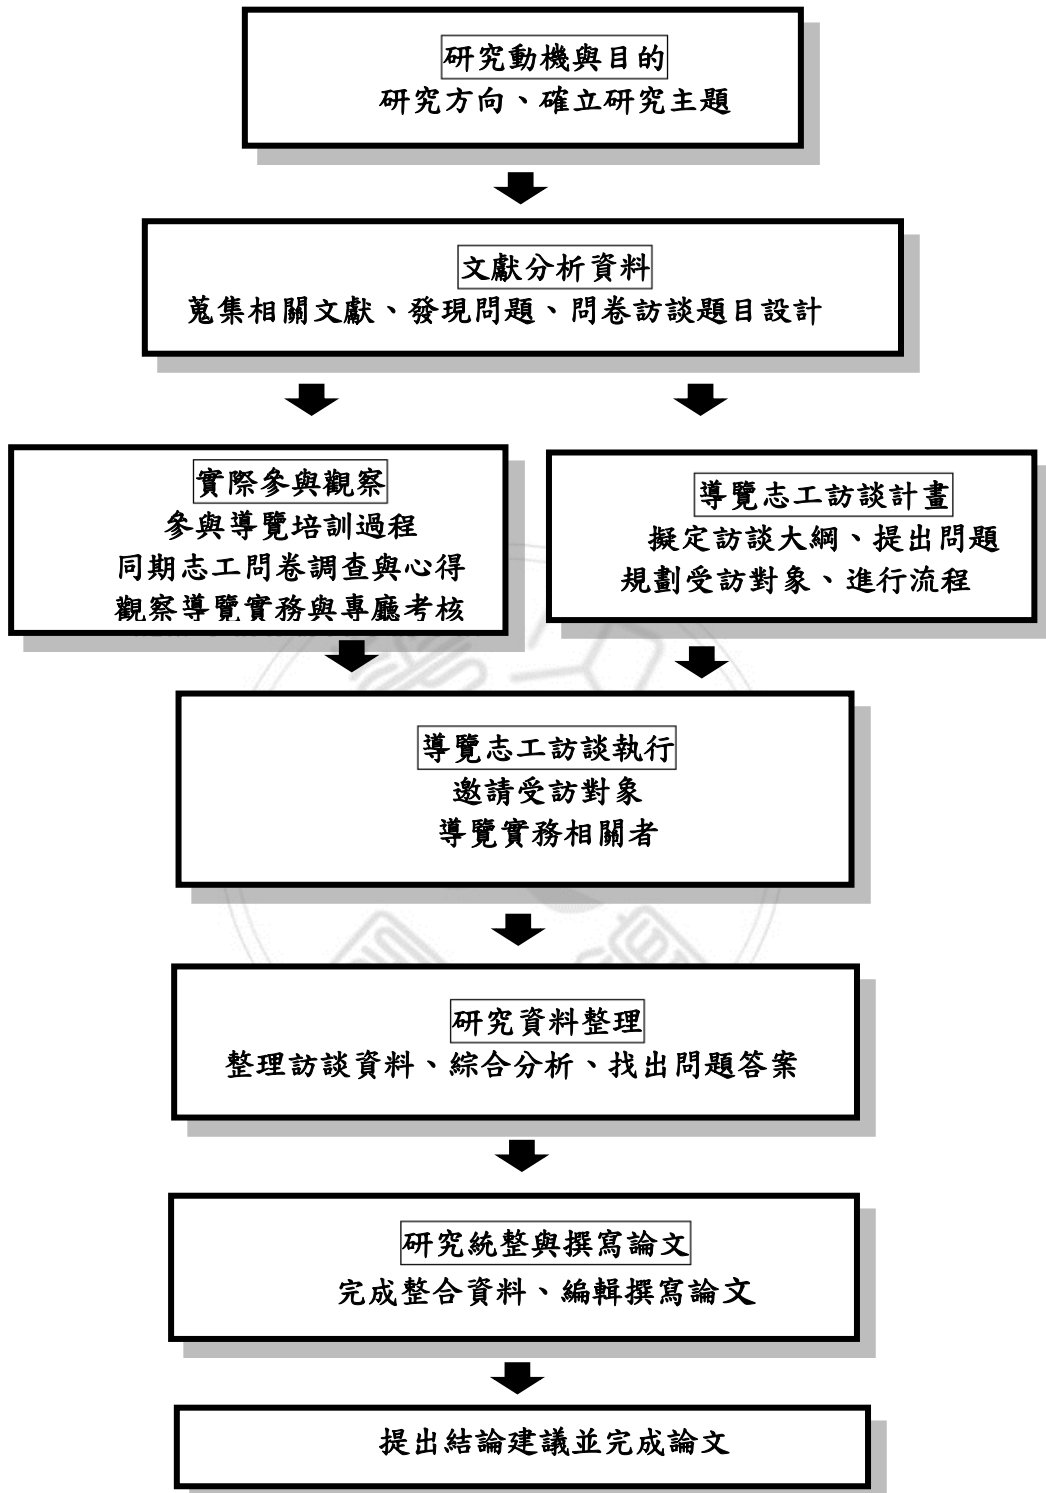 研究動機與目的
研究方向、確立研究主題
文獻分析資料
蒐集相關文獻、發現問題、問卷訪談題目設計
實際參與觀察
參與導覽培訓過程
同期志工問卷調查與心得
觀察導覽實務與專廳考核
導覽志工訪談計畫
擬定訪談大綱、提出問題
規劃受訪對象、進行流程
導覽志工訪談執行
邀請受訪對象
導覽實務相關者
研究資料整理
整理訪談資料、綜合分析、找出問題答案
研究統整與撰寫論文
完成整合資料、編輯撰寫論文
提出結論建議並完成論文